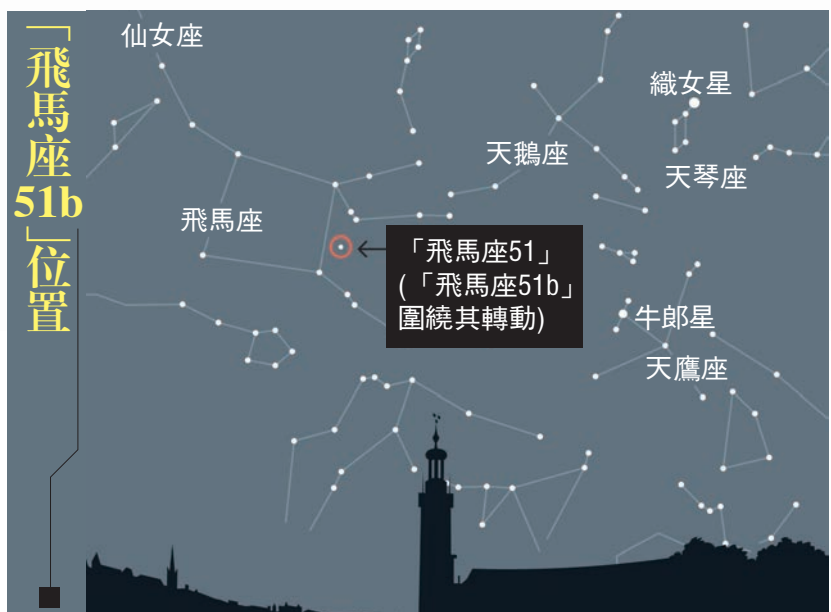 「飛馬座51b」位置
仙女座
織女星
天鵝座
天琴座
飛馬座
「飛馬座51」
(「飛馬座51b」
圍繞其轉動)
牛郎星
天鷹座